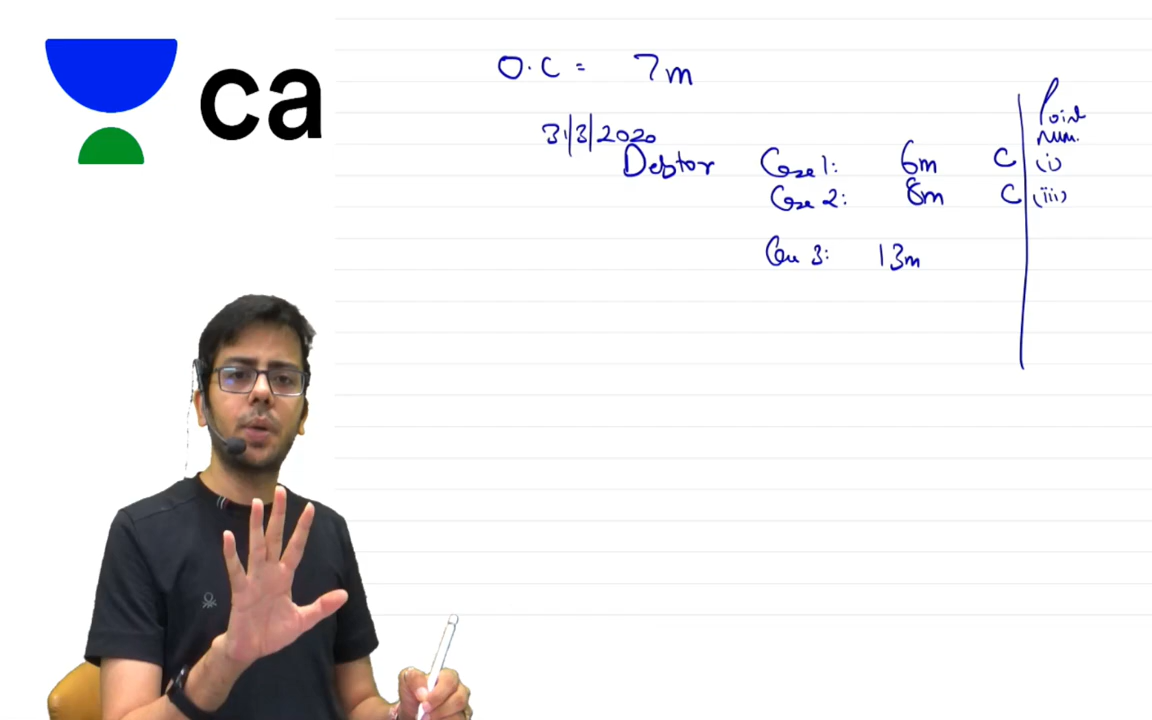 ca
O.C = 7m
31/3/2020
Point
num.
Debtor Case 1: 6m C (i)
Case 2: 8m C (iii)
Case 3: 13m